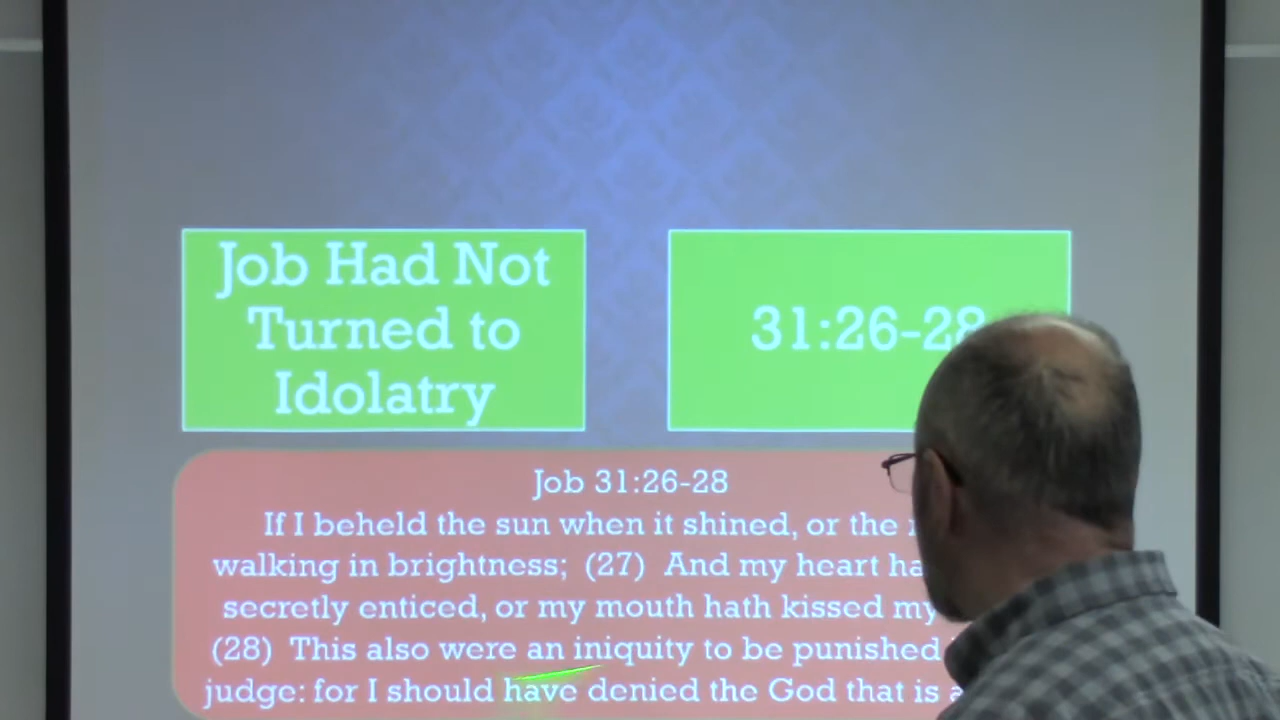 Job Had Not
Turned to
Idolatry
31:26-28
Job 31:26-28
If I beheld the sun when it shined, or the
walking in brightness; (27) And my heart
secretly enticed, or my mouth hath kissed my
(28) This also were an iniquity to be punished
judge: for I should have denied the God that is